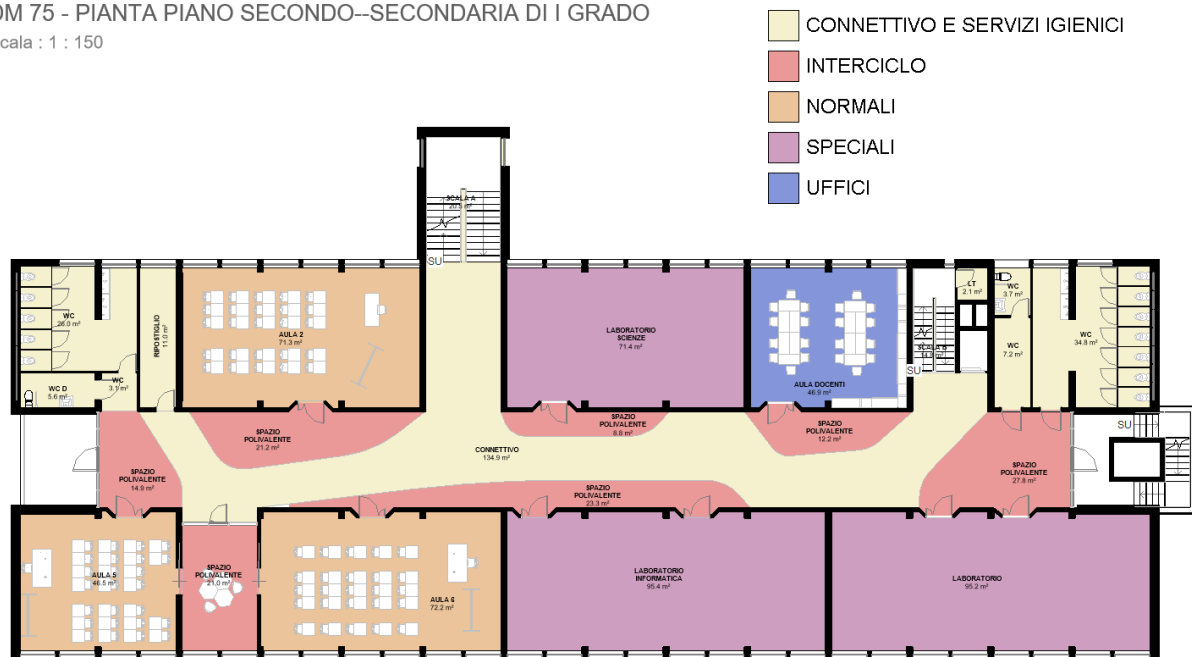 OM 75 - PIANTA PIANO SECONDO--SECONDARIA DI I GRADO
cala : 1 : 150
CONNETTIVO E SERVIZI IGIENICI
INTERCICLO
NORMALI
SPECIALI
UFFICI
SCALA A
SU
WC
26.0 m²
WC D
5.6 m²
WC
3.1 m²
RIPOSTIGLIO
11.0 m²
AULA 2
71.3 m²
LABORATORIO
SCIENZE
71.4 m²
AULA DOCENTI
46.9 m²
SCALA B
SU
LT
2.1 m²
WC
3.7 m²
WC
7.2 m²
WC
34.8 m²
SU
SPAZIO
POLIVALENTE
14.9 m²
SPAZIO
POLIVALENTE
21.2 m²
CONNETTIVO
134.9 m²
SPAZIO
POLIVALENTE
8.8 m²
SPAZIO
POLIVALENTE
12.2 m²
SPAZIO
POLIVALENTE
27.8 m²
SPAZIO
POLIVALENTE
23.3 m²
AULA 5
46.5 m²
SPAZIO
POLIVALENTE
21.0 m²
AULA 6
72.2 m²
LABORATORIO
INFORMATICA
95.4 m²
LABORATORIO
95.2 m²